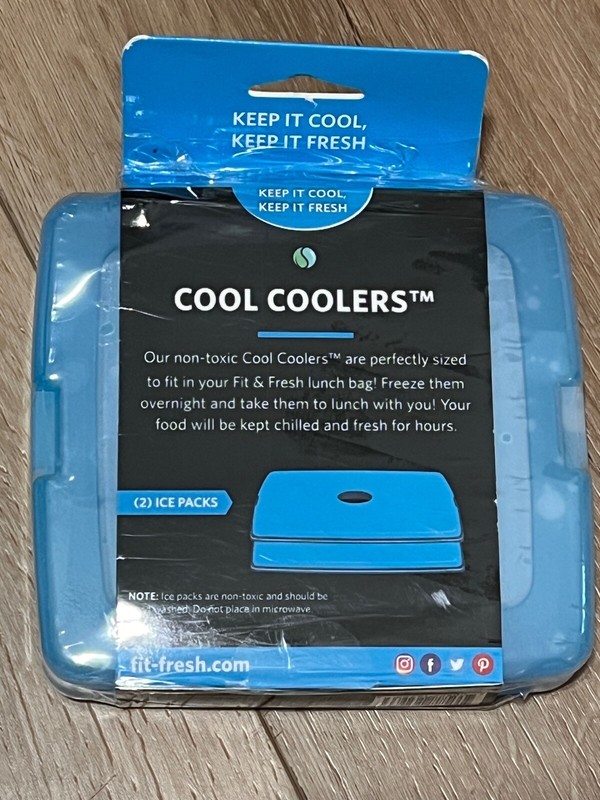 KEEP IT COOL,
KEEP IT FRESH
KEEP IT COOL,
KEEP IT FRESH
COOL COOLERS™
Our non-toxic Cool Coolers™ are perfectly sized
to fit in your Fit & Fresh lunch bag! Freeze them
overnight and take them to lunch with you! Your
food will be kept chilled and fresh for hours.
(2) ICE PACKS
NOTE: Ice packs are non-toxic and should be
washed. Do not place in microwave
fit-fresh.com